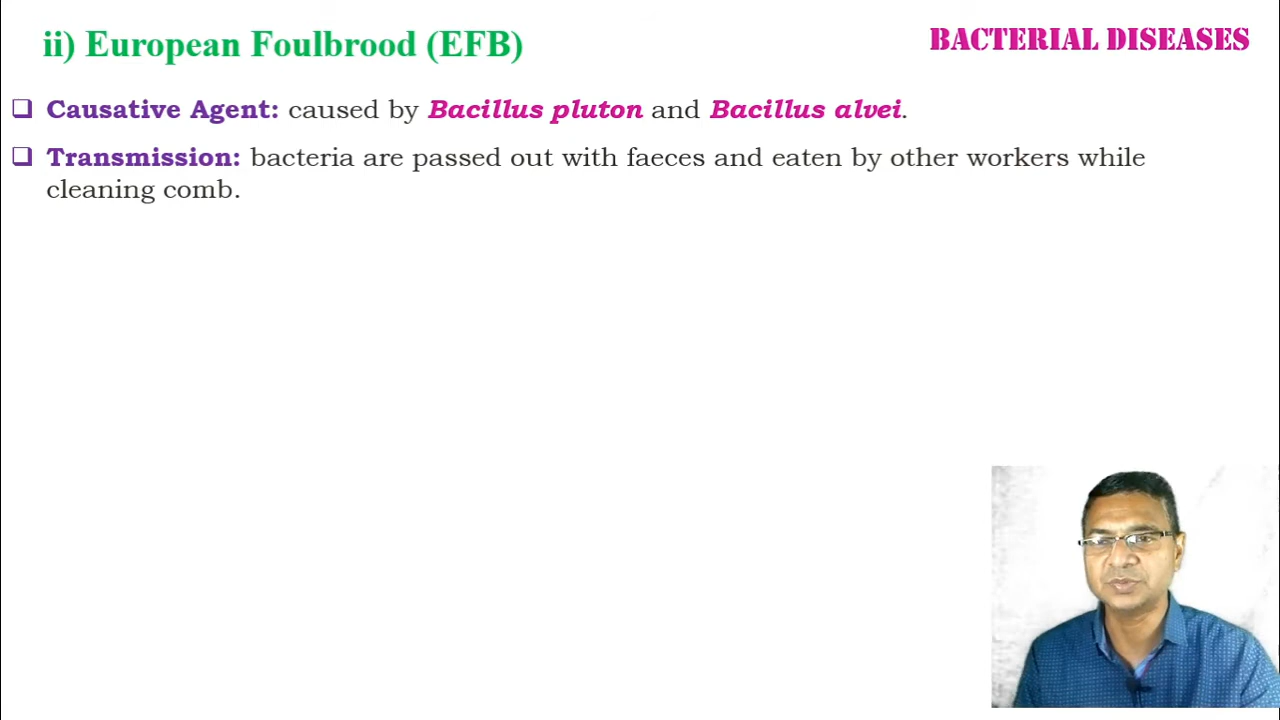 ii) European Foulbrood (EFB)
BACTERIAL DISEASES
❑ Causative Agent: caused by Bacillus pluton and Bacillus alvei.
❑ Transmission: bacteria are passed out with faeces and eaten by other workers while
cleaning comb.